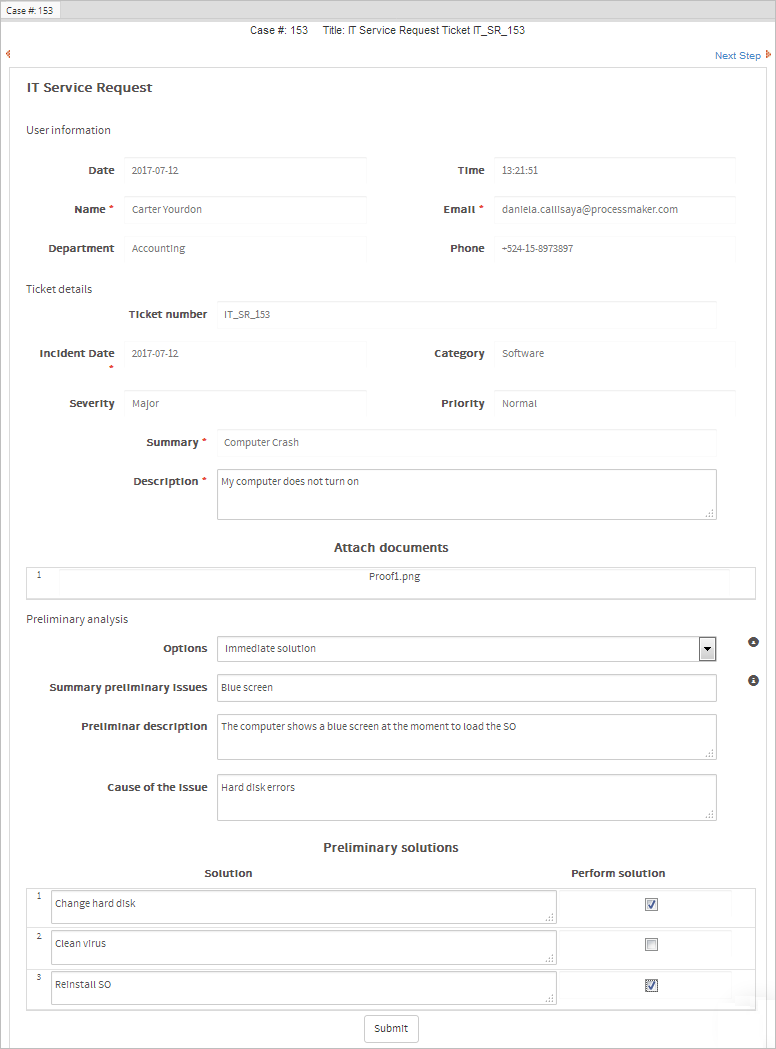 Case #: 153
Case #: 153 Title: IT Service Request Ticket IT_SR_153
Next Step
IT Service Request
User information
Date 2017-07-12 Time 13:21:51
Name * Carter Yourdon Email * daniela.callisaya@processmaker.com
Department Accounting Phone +524-15-8973897
Ticket details
Ticket number IT_SR_153
Incident Date 2017-07-12 Category Software
*
Severity Major Priority Normal
Summary * Computer Crash
Description * My computer does not turn on
Attach documents
1 Proof1.png
Preliminary analysis
Options Immediate solution
Summary preliminary issues Blue screen
Preliminar description The computer shows a blue screen at the moment to load the SO
Cause of the issue Hard disk errors
Preliminary solutions
Solution Perform solution
1 Change hard disk
2 Clean virus
3 Reinstall SO
Submit